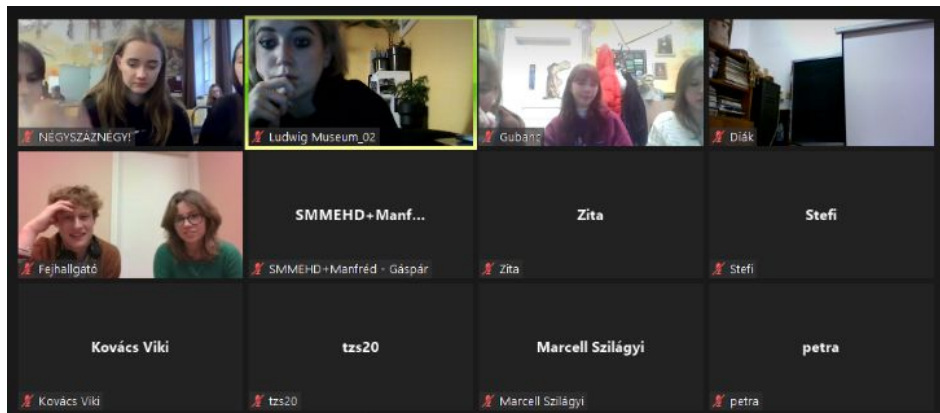 NÉGYSZÁZNÉGY!
Ludwig Museum_02
Gubanc
Diák
Fejhallgató
SMMEHD+Manf...
SMMEHD+Manfréd - Gáspár
Zita
Zita
Stefi
Stefi
Kovács Viki
Kovács Viki
tzs20
tzs20
Marcell Szilágyi
Marcell Szilágyi
petra
petra